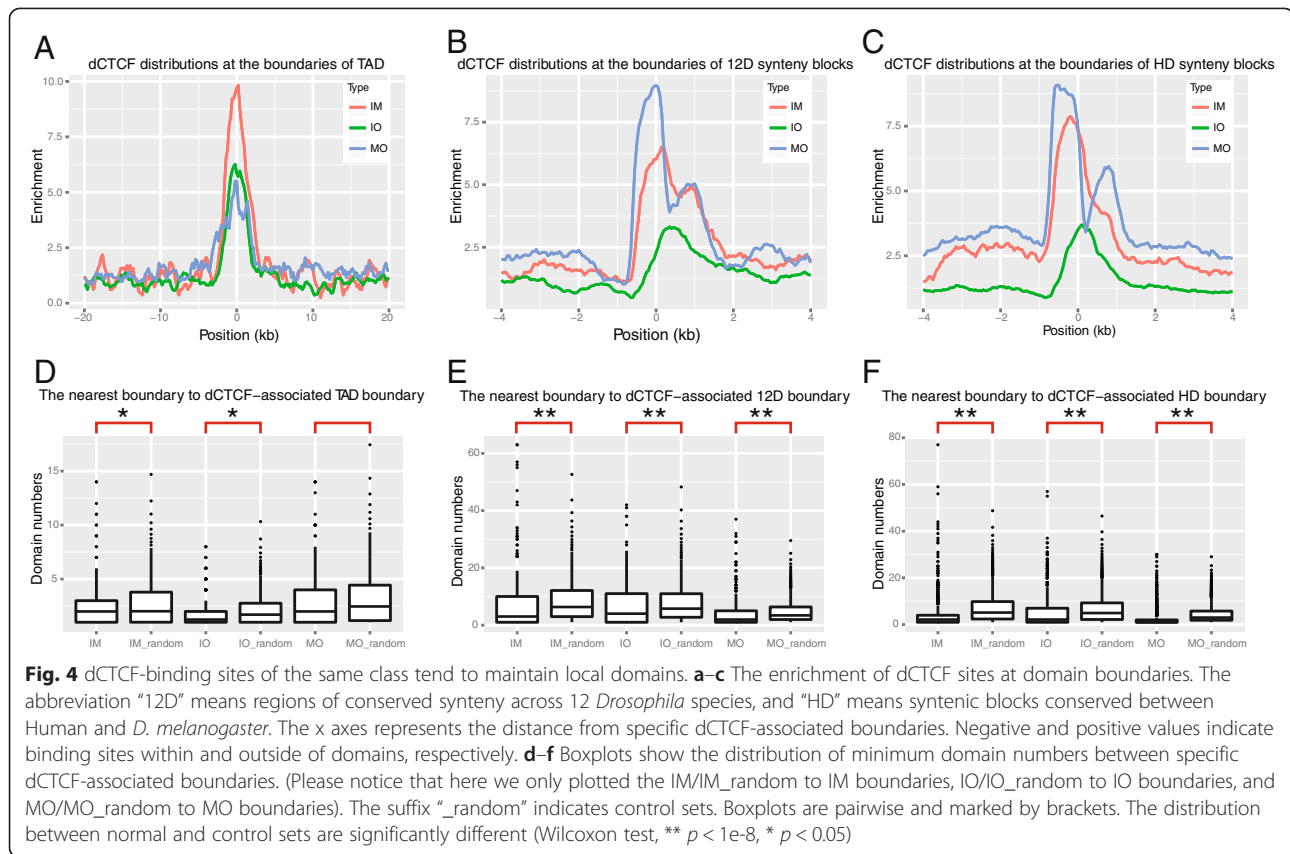 A
dCTCF distributions at the boundaries of TAD
Type
IM
IO
MO
10.0
7.5
5.0
2.5
0.0
Enrichment
−20
−10
0
10
20
Position (kb)
B
dCTCF distributions at the boundaries of 12D synteny blocks
Type
IM
IO
MO
7.5
5.0
2.5
Enrichment
−4
−2
0
2
4
Position (kb)
C
dCTCF distributions at the boundaries of HD synteny blocks
Type
IM
IO
MO
7.5
5.0
2.5
Enrichment
−4
−2
0
2
4
Position (kb)
D
The nearest boundary to dCTCF−associated TAD boundary
* *
15
10
5
Domain numbers
IM IM_random IO IO_random MO MO_random
E
The nearest boundary to dCTCF−associated 12D boundary
** ** **
60
40
20
0
Domain numbers
IM IM_random IO IO_random MO MO_random
F
The nearest boundary to dCTCF−associated HD boundary
** ** **
80
60
40
20
0
Domain numbers
IM IM_random IO IO_random MO MO_random
Fig. 4 dCTCF-binding sites of the same class tend to maintain local domains. a–c The enrichment of dCTCF sites at domain boundaries. The
abbreviation “12D” means regions of conserved synteny across 12 Drosophila species, and “HD” means syntenic blocks conserved between
Human and D. melanogaster. The x axes represents the distance from specific dCTCF-associated boundaries. Negative and positive values indicate
binding sites within and outside of domains, respectively. d–f Boxplots show the distribution of minimum domain numbers between specific
dCTCF-associated boundaries. (Please notice that here we only plotted the IM/IM_random to IM boundaries, IO/IO_random to IO boundaries, and
MO/MO_random to MO boundaries). The suffix “_random” indicates control sets. Boxplots are pairwise and marked by brackets. The distribution
between normal and control sets are significantly different (Wilcoxon test, ** p < 1e-8, * p < 0.05)